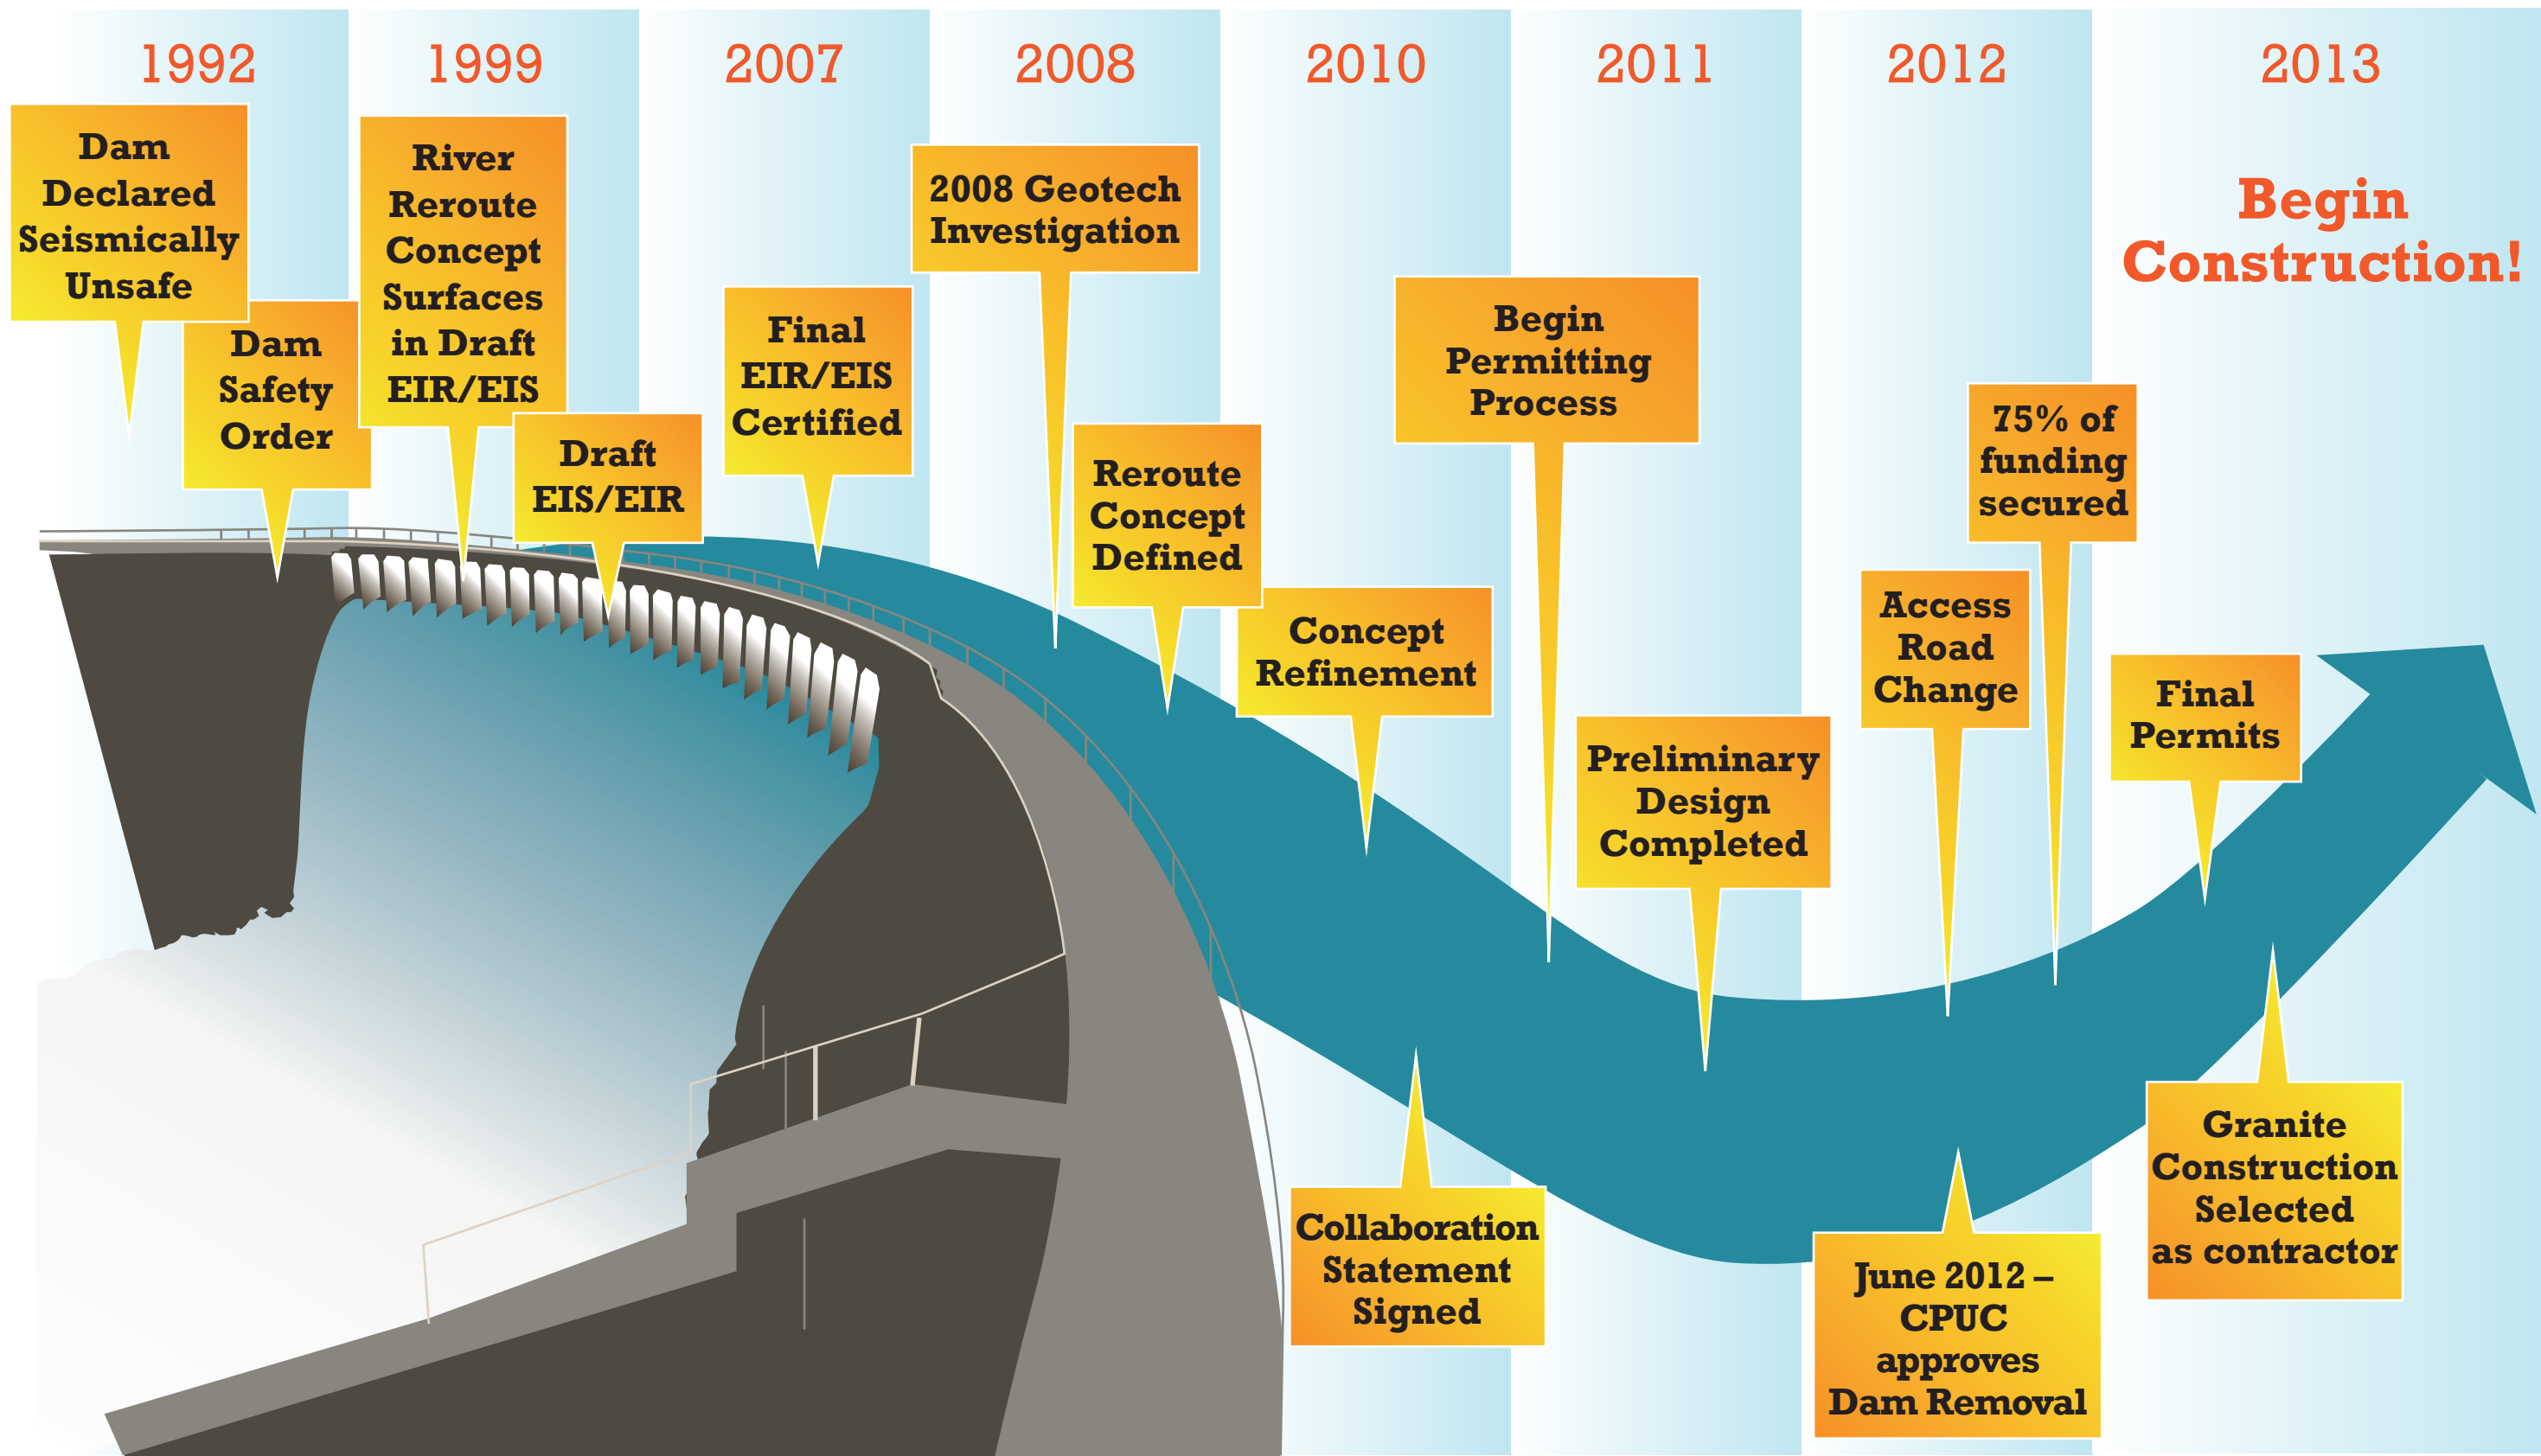 1992
1999
2007
2008
2010
2011
2012
2013
Dam
Declared
Seismically
Unsafe
Dam
Safety
Order
River
Reroute
Concept
Surfaces
in Draft
EIR/EIS
Draft
EIS/EIR
Final
EIR/EIS
Certified
2008 Geotech
Investigation
Reroute
Concept
Defined
Concept
Refinement
Collaboration
Statement
Signed
Begin
Permitting
Process
Preliminary
Design
Completed
Access
Road
Change
75% of
funding
secured
June 2012 –
CPUC
approves
Dam Removal
Begin
Construction!
Final
Permits
Granite
Construction
Selected
as contractor